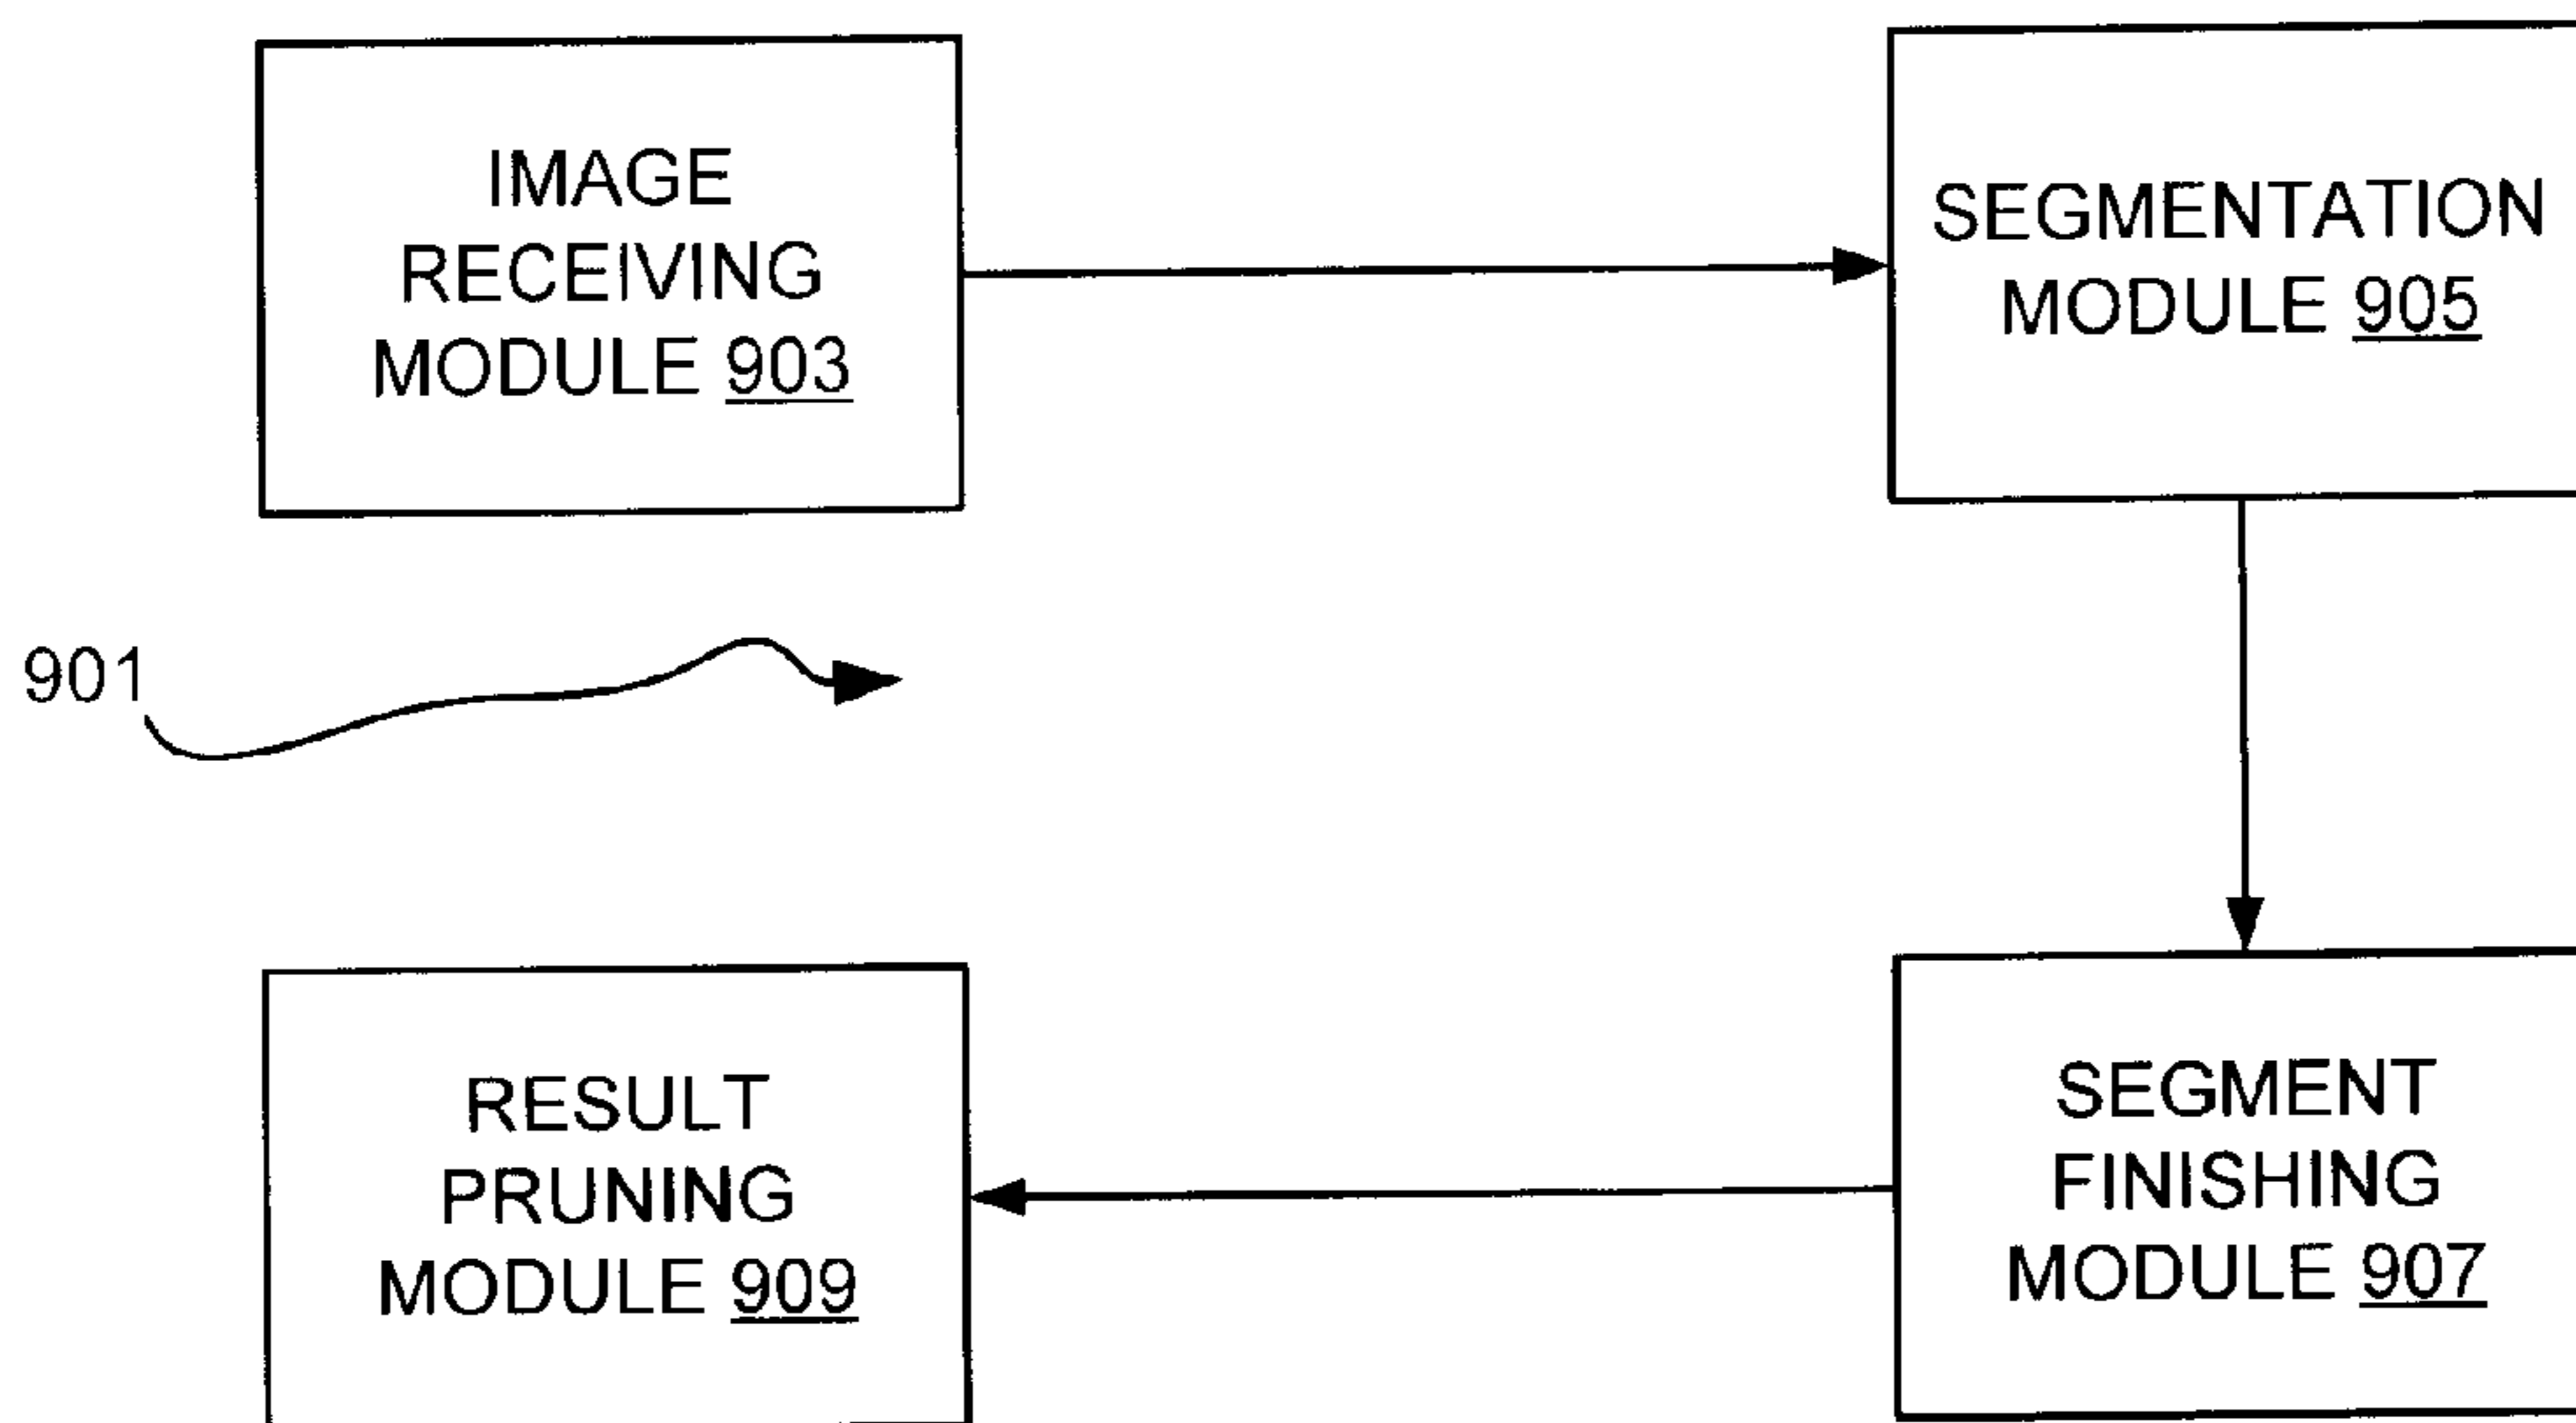 IMAGE
RECEIVING
MODULE 903
SEGMENTATION
MODULE 905
901
RESULT
PRUNING
MODULE 909
SEGMENT
FINISHING
MODULE 907